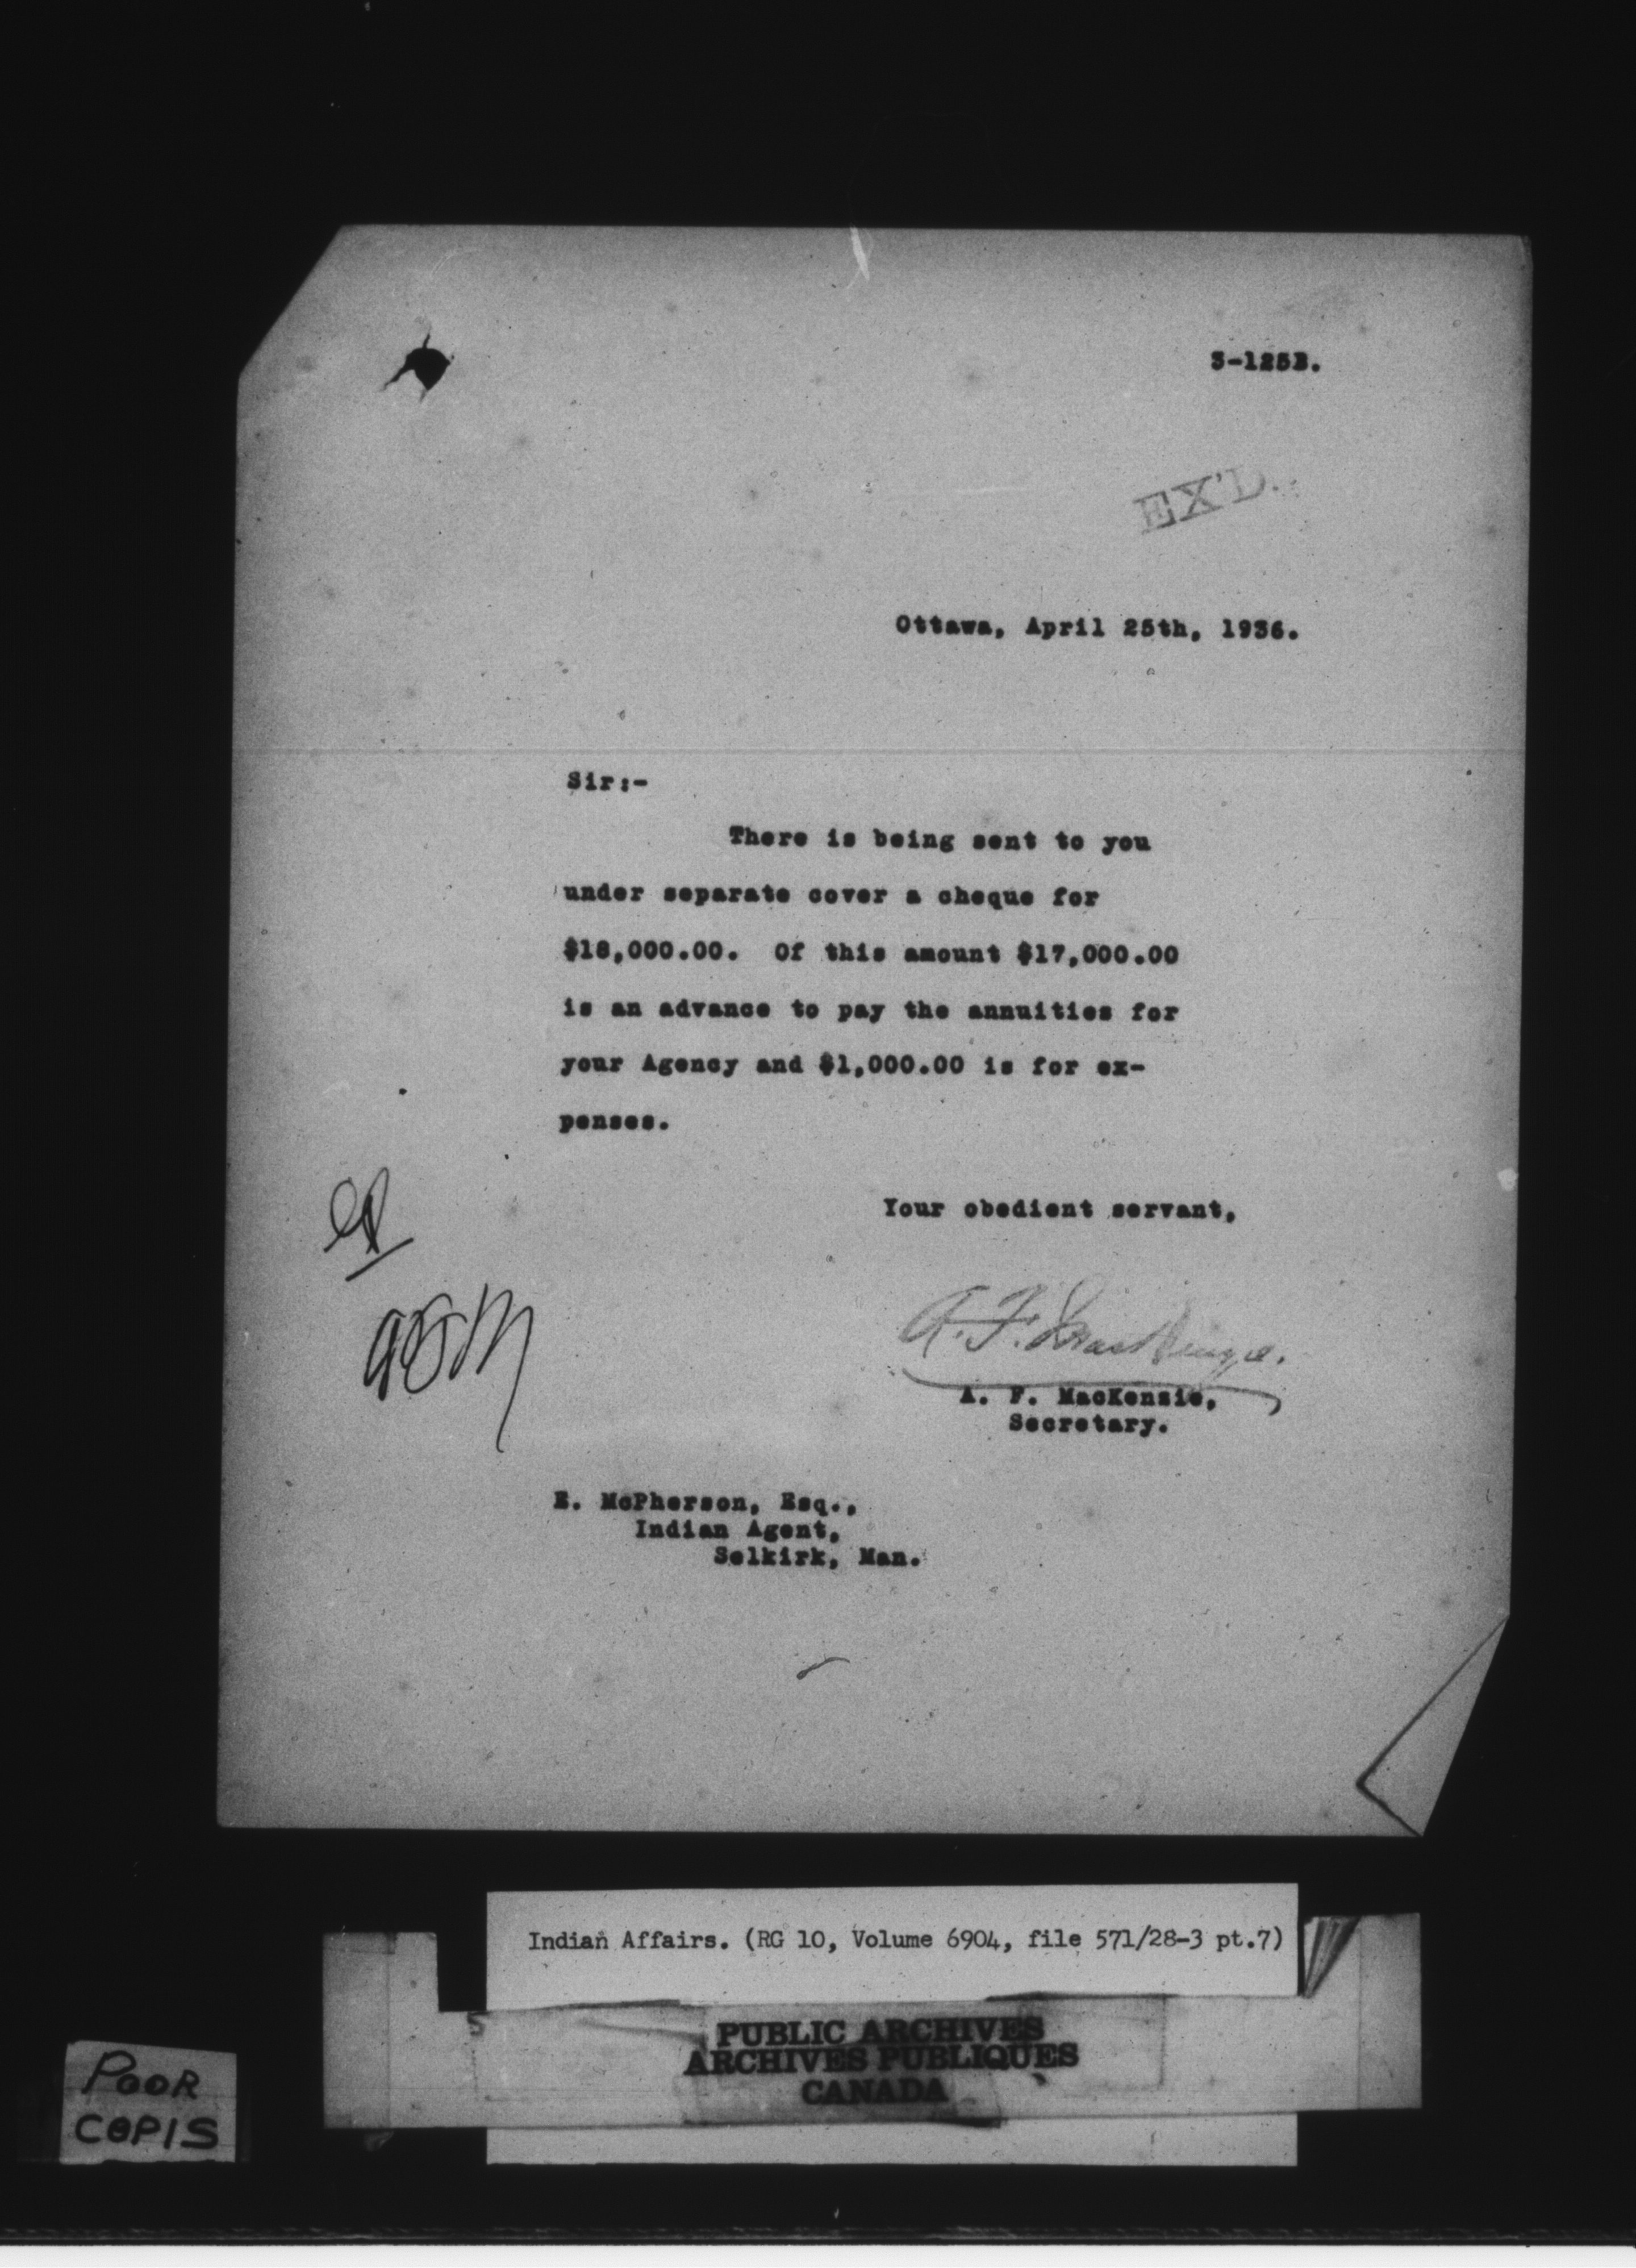 3-125B.
EX'D.
Ottawa, April 25th, 1936.
Sir:-
There is being sent to you
under separate cover a cheque for
$18,000.00. Of this amount $17,000.00
is an advance to pay the annuities for
your Agency and $1,000.00 is for ex-
penses.
Your obedient servant,
A. F. MacKenzie.
A. F. MacKenzie,
Secretary.
E. McPherson, Esq.,
Indian Agent,
Selkirk, Man.
Indian Affairs. (RG 10, Volume 6904, file 571/28-3 pt.7)
PUBLIC ARCHIVES
ARCHIVES PUBLIQUES
CANADA
POOR
COPIS